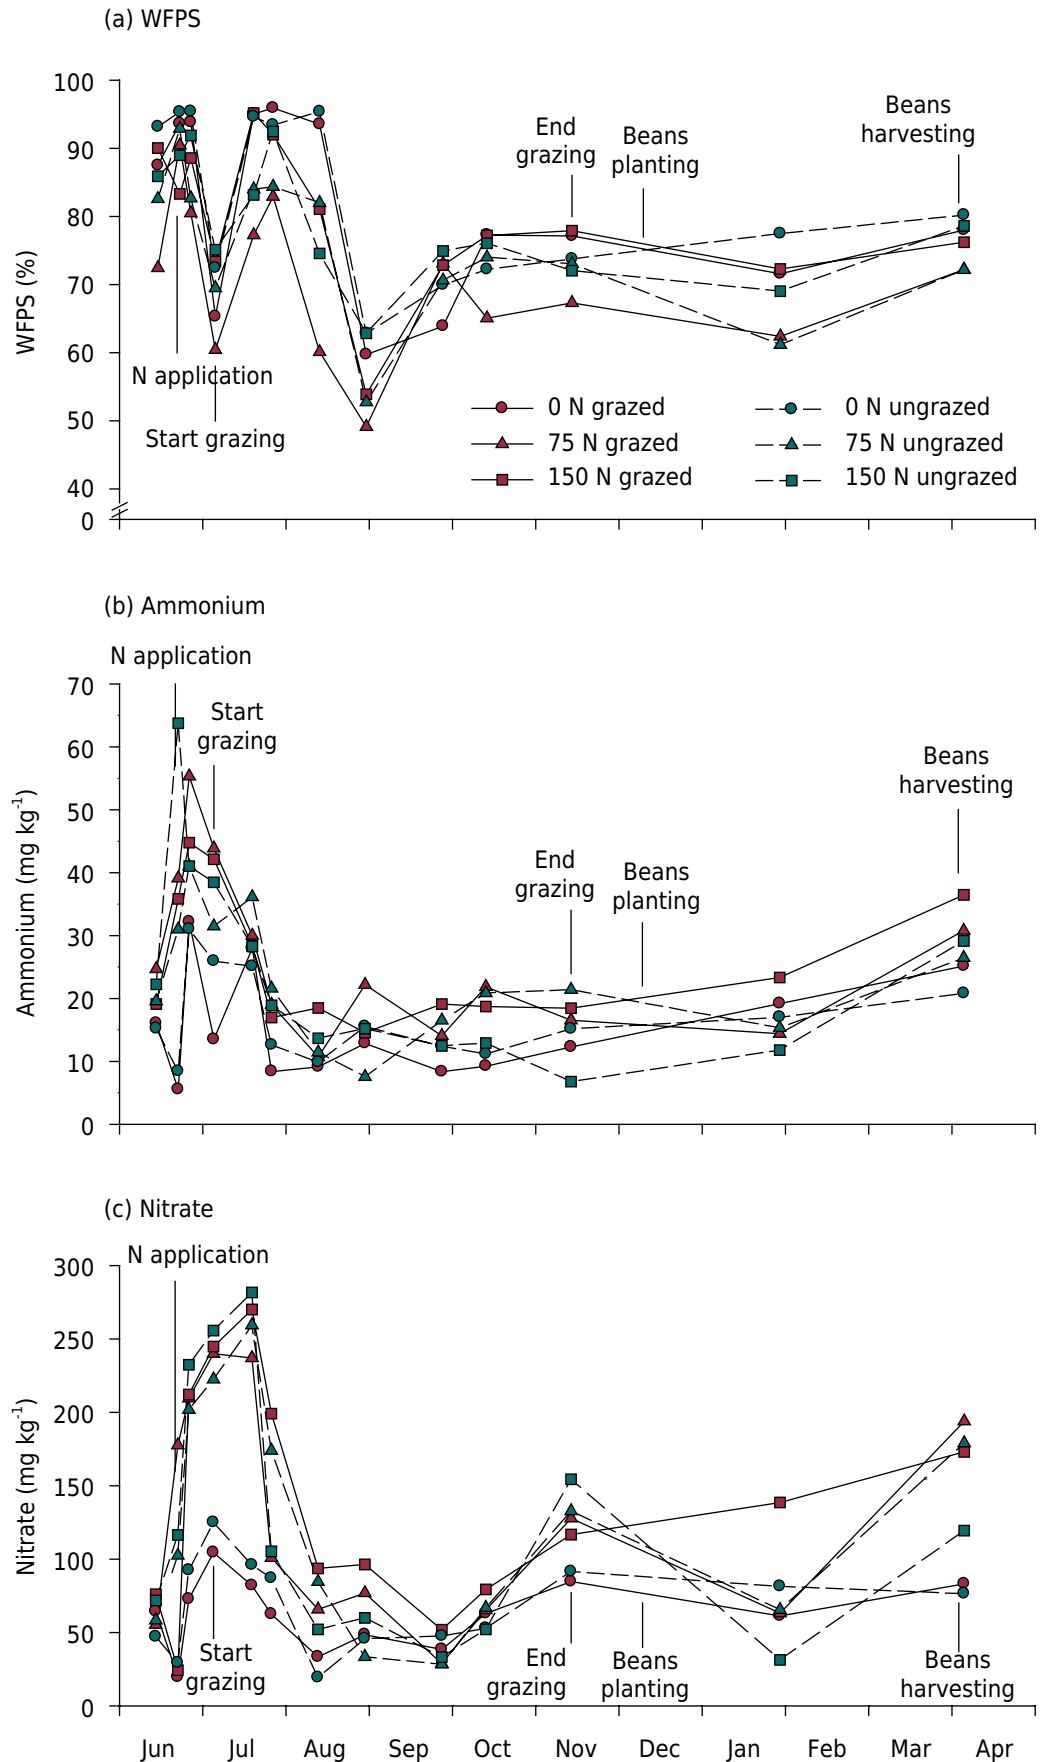 (a) WFPS
WFPS (%)
100
90
80
70
60
50
40
0
N application
Start grazing
End
grazing
Beans
planting
Beans
harvesting
0 N grazed
75 N grazed
150 N grazed
0 N ungrazed
75 N ungrazed
150 N ungrazed
(b) Ammonium
Ammonium (mg kg-1)
70
60
50
40
30
20
10
0
N application
Start
grazing
End
grazing
Beans
planting
Beans
harvesting
(c) Nitrate
Nitrate (mg kg-1)
300
250
200
150
100
50
0
N application
Start
grazing
End
grazing
Beans
planting
Beans
harvesting
Jun Jul Aug Sep Oct Nov Dec Jan Feb Mar Apr